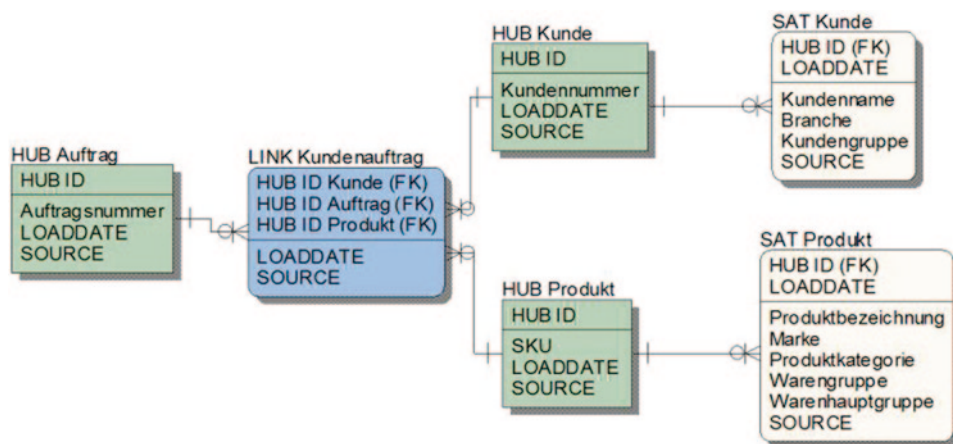 HUB Auftrag
HUB ID
Auftragsnummer
LOADDATE
SOURCE
LINK Kundenauftrag
HUB ID Kunde (FK)
HUB ID Auftrag (FK)
HUB ID Produkt (FK)
LOADDATE
SOURCE
HUB Kunde
HUB ID
Kundennummer
LOADDATE
SOURCE
SAT Kunde
HUB ID (FK)
LOADDATE
Kundenname
Branche
Kundengruppe
SOURCE
HUB Produkt
HUB ID
SKU
LOADDATE
SOURCE
SAT Produkt
HUB ID (FK)
LOADDATE
Produktbezeichnung
Marke
Produktkategorie
Warengruppe
Warenhauptgruppe
SOURCE